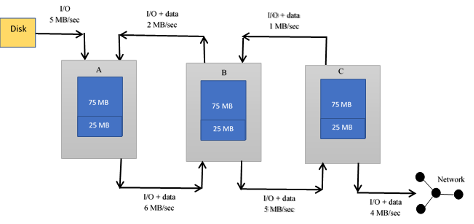 I/O
5 MB/sec
Disk
I/O + data
2 MB/sec
I/O + data
1 MB/sec
A
B
C
75 MB
25 MB
75 MB
25 MB
75 MB
25 MB
I/O + data
6 MB/sec
I/O + data
5 MB/sec
I/O + data
4 MB/sec
Network